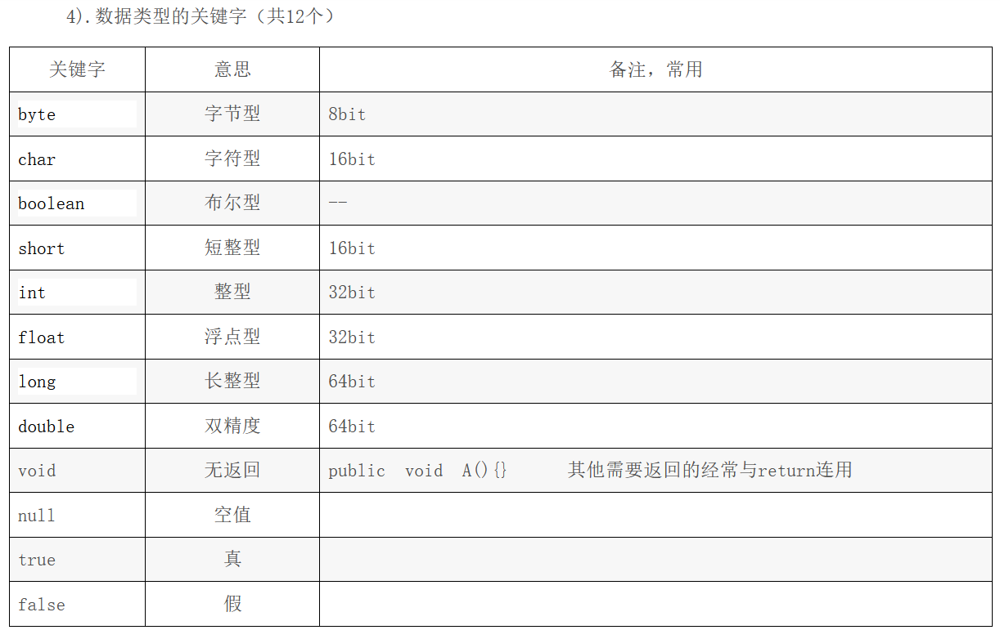 4).数据类型的关键字（共12个）
关键字 意思 备注，常用
byte 字节型 8bit
char 字符型 16bit
boolean 布尔型 --
short 短整型 16bit
int 整型 32bit
float 浮点型 32bit
long 长整型 64bit
double 双精度 64bit
void 无返回 public void A(){} 其他需要返回的经常与return连用
null 空值
true 真
false 假